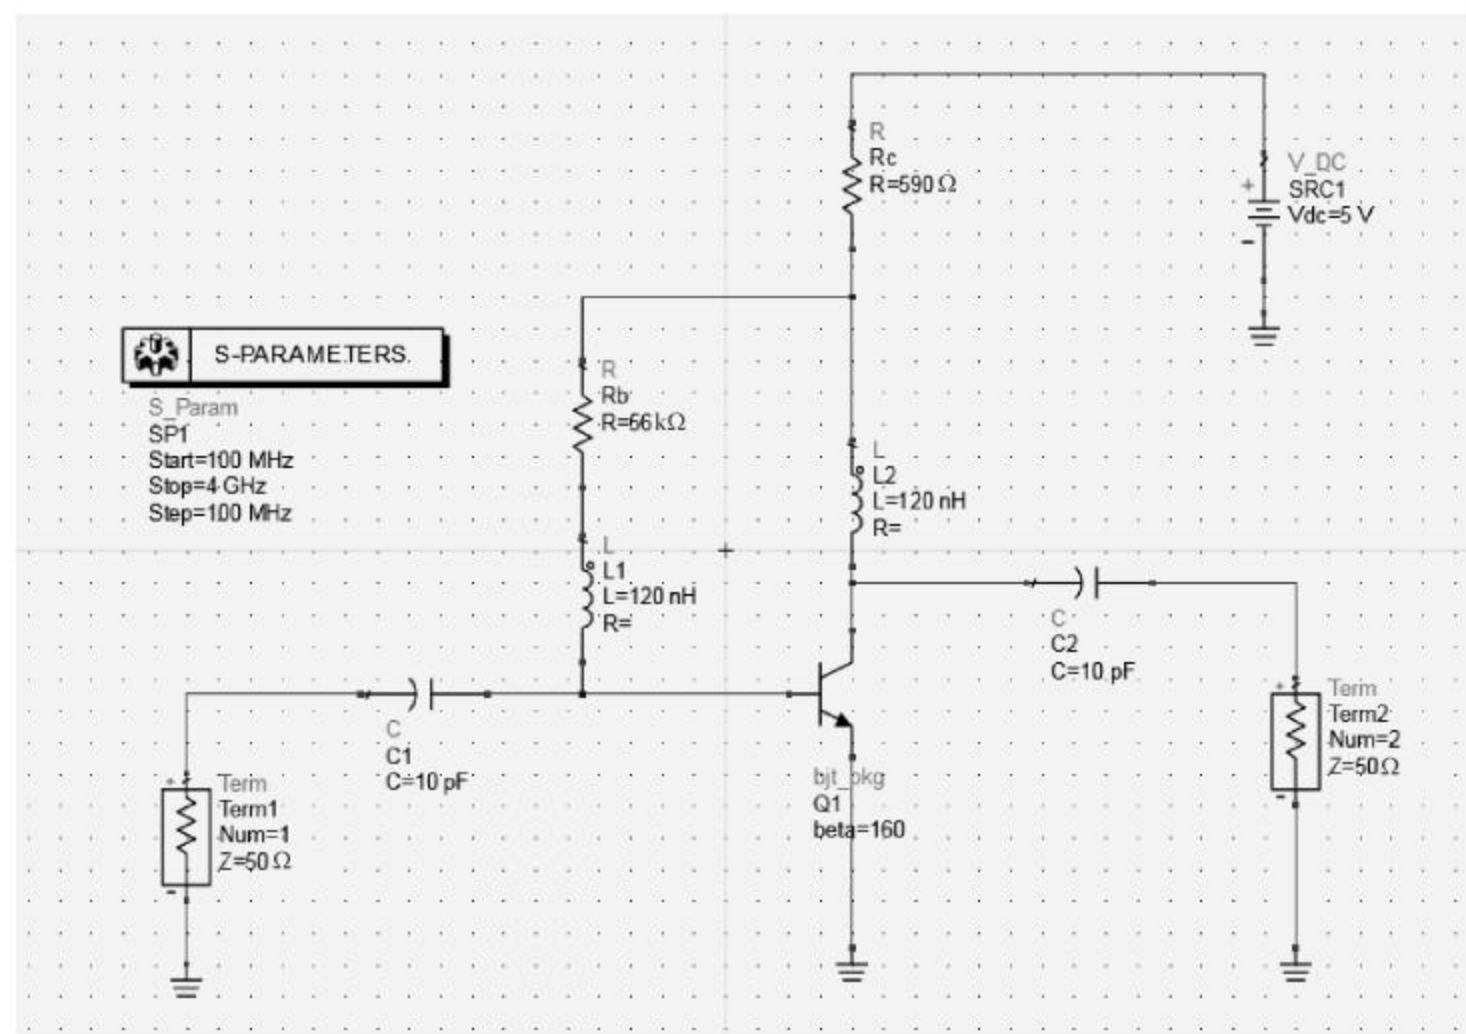 R
Rc
R=590 Ω
V_DC
SRC1
Vdc=5 V
+
-
S-PARAMETERS
S_Param
SP1
Start=100 MHz
Stop=4 GHz
Step=100 MHz
R
Rb
R=56 kΩ
L
L2
L=120 nH
R=
L
L1
L=120 nH
R=
C
C2
C=10 pF
C
C1
C=10 pF
+
Term
Term1
Num=1
Z=50 Ω
-
bjt_pkg
Q1
beta=160
+
Term
Term2
Num=2
Z=50 Ω
-